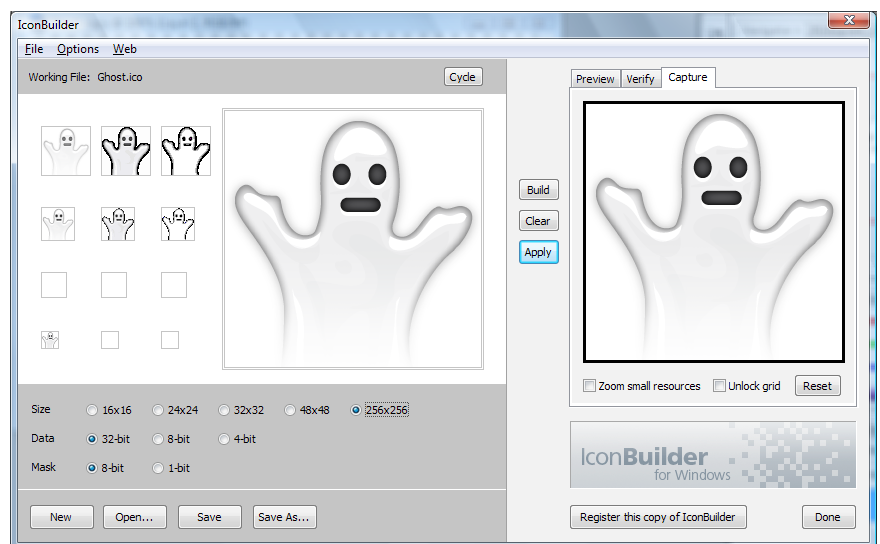 IconBuilder
File Options Web
Working File: Ghost.ico
Cycle
Preview Verify Capture
Build
Clear
Apply
Zoom small resources Unlock grid Reset
Size 16x16 24x24 32x32 48x48 256x256
Data 32-bit 8-bit 4-bit
Mask 8-bit 1-bit
IconBuilder
for Windows
New Open... Save Save As...
Register this copy of IconBuilder Done